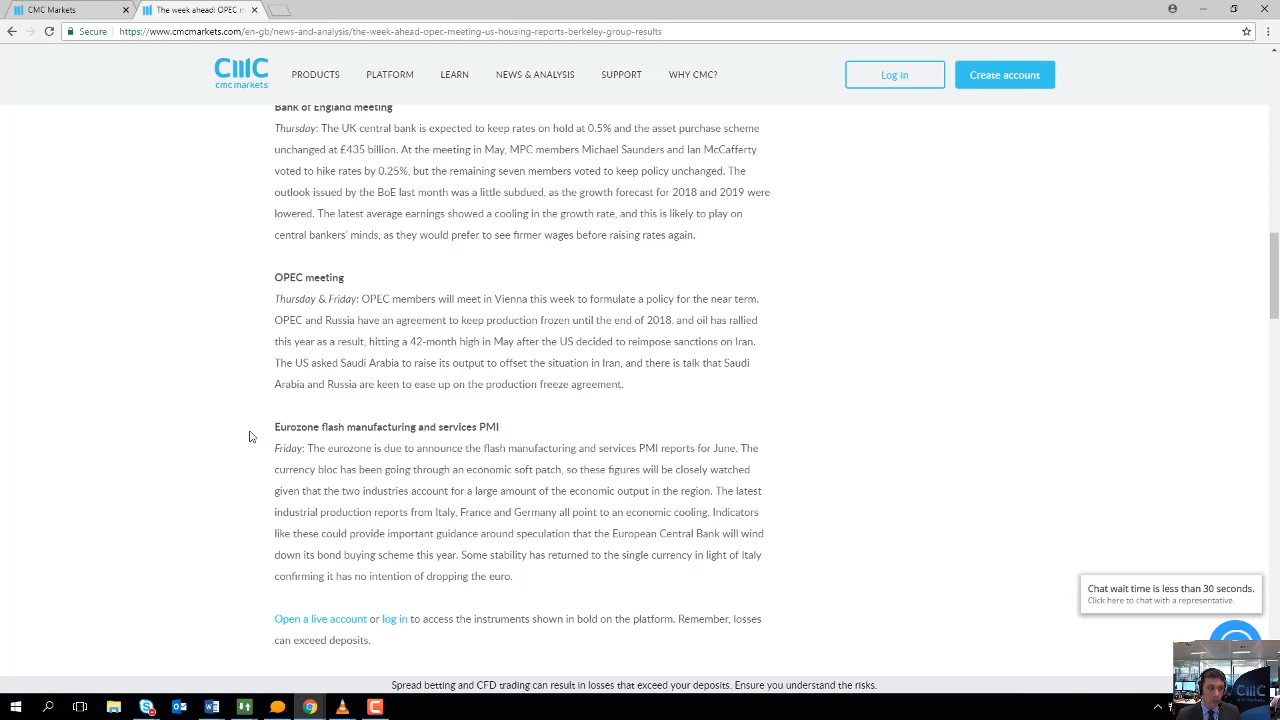 CMC Markets
The week ahead: OPEC m
Secure
https://www.cmcmarkets.com/en-gb/news-and-analysis/the-week-ahead-opec-meeting-us-housing-reports-berkeley-group-results
cmc markets
PRODUCTS PLATFORM LEARN NEWS & ANALYSIS SUPPORT WHY CMC?
Log in
Create account
Bank of England meeting
Thursday: The UK central bank is expected to keep rates on hold at 0.5% and the asset purchase scheme
unchanged at £435 billion. At the meeting in May, MPC members Michael Saunders and Ian McCafferty
voted to hike rates by 0.25%, but the remaining seven members voted to keep policy unchanged. The
outlook issued by the BoE last month was a little subdued, as the growth forecast for 2018 and 2019 were
lowered. The latest average earnings showed a cooling in the growth rate, and this is likely to play on
central bankers' minds, as they would prefer to see firmer wages before raising rates again.
OPEC meeting
Thursday & Friday: OPEC members will meet in Vienna this week to formulate a policy for the near term.
OPEC and Russia have an agreement to keep production frozen until the end of 2018, and oil has rallied
this year as a result, hitting a 42-month high in May after the US decided to reimpose sanctions on Iran.
The US asked Saudi Arabia to raise its output to offset the situation in Iran, and there is talk that Saudi
Arabia and Russia are keen to ease up on the production freeze agreement.
Eurozone flash manufacturing and services PMI
Friday: The eurozone is due to announce the flash manufacturing and services PMI reports for June. The
currency bloc has been going through an economic soft patch, so these figures will be closely watched
given that the two industries account for a large amount of the economic output in the region. The latest
industrial production reports from Italy, France and Germany all point to an economic cooling. Indicators
like these could provide important guidance around speculation that the European Central Bank will wind
down its bond buying scheme this year. Some stability has returned to the single currency in light of Italy
confirming it has no intention of dropping the euro.
Open a live account or log in to access the instruments shown in bold on the platform. Remember, losses
can exceed deposits.
Chat wait time is less than 30 seconds.
Click here to chat with a representative.
Spread betting and CFD trading can result in losses that exceed your deposits. Ensure you understand the risks.